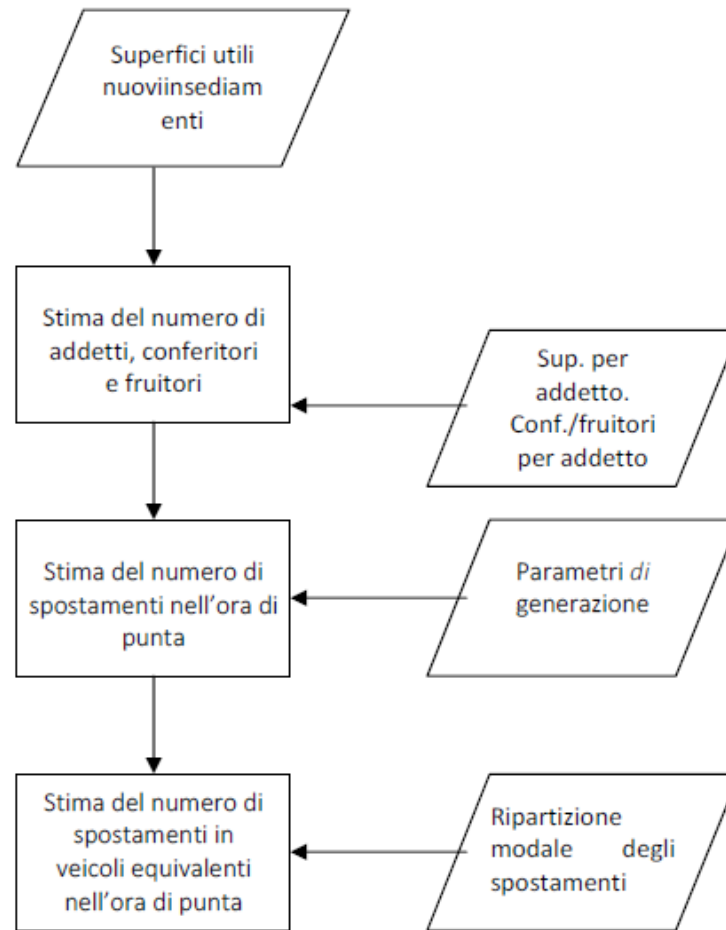 Superfici utili
nuoviinsediam
enti
Stima del numero di
addetti, conferitori
e fruitori
Sup. per
addetto.
Conf./fruitori
per addetto
Stima del numero di
spostamenti nell'ora di
punta
Parametri di
generazione
Stima del numero di
spostamenti in
veicoli equivalenti
nell'ora di punta
Ripartizione
modale degli
spostamenti